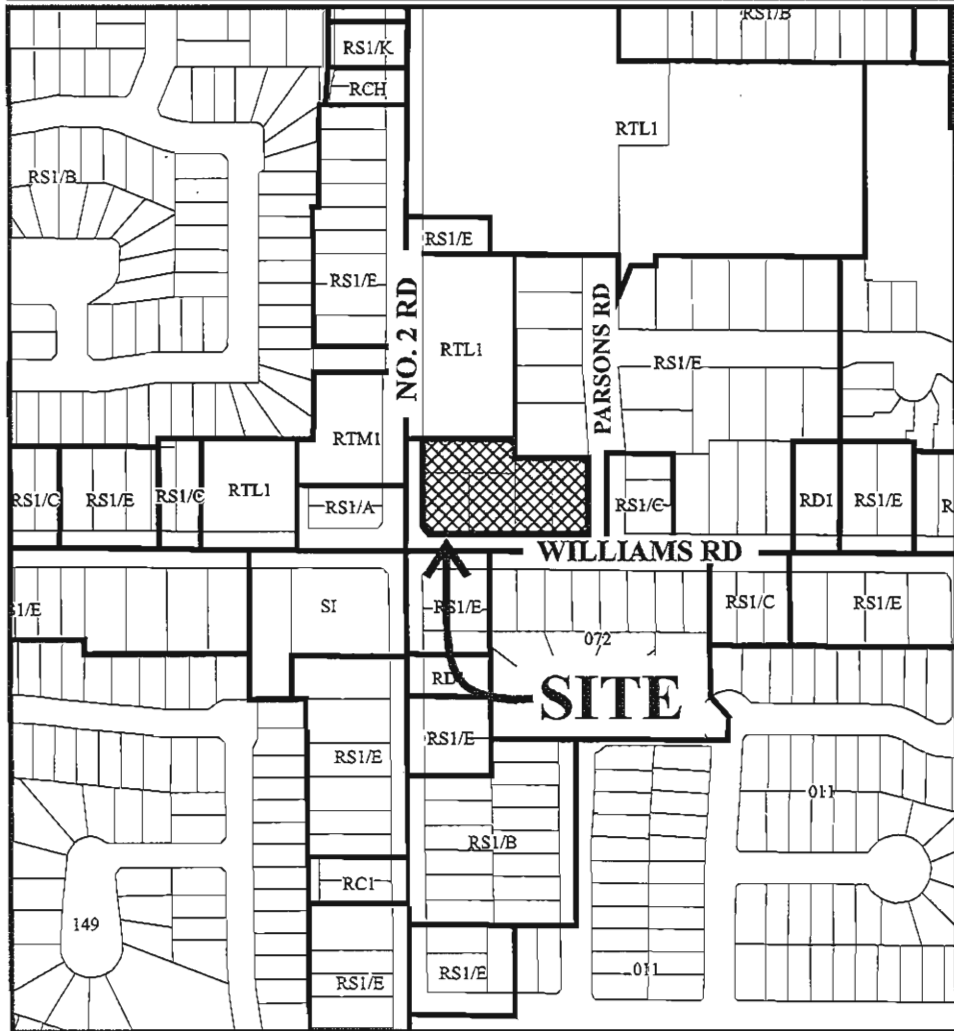 RS1/B
RS1/K
RCH
RTL1
RS1/B
RS1/E
RS1/E
NO. 2 RD
RTL1
PARSONS RD
RS1/E
RTM1
RS1/C
RS1/E
RS1/C
RTL1
RS1/A
RS1/C
RD1
RS1/E
R
WILLIAMS RD
S1/E
SI
RS1/E
072
RS1/C
RS1/E
RD
SITE
RS1/E
RS1/E
011
RS1/B
RC1
149
RS1/E
RS1/E
011